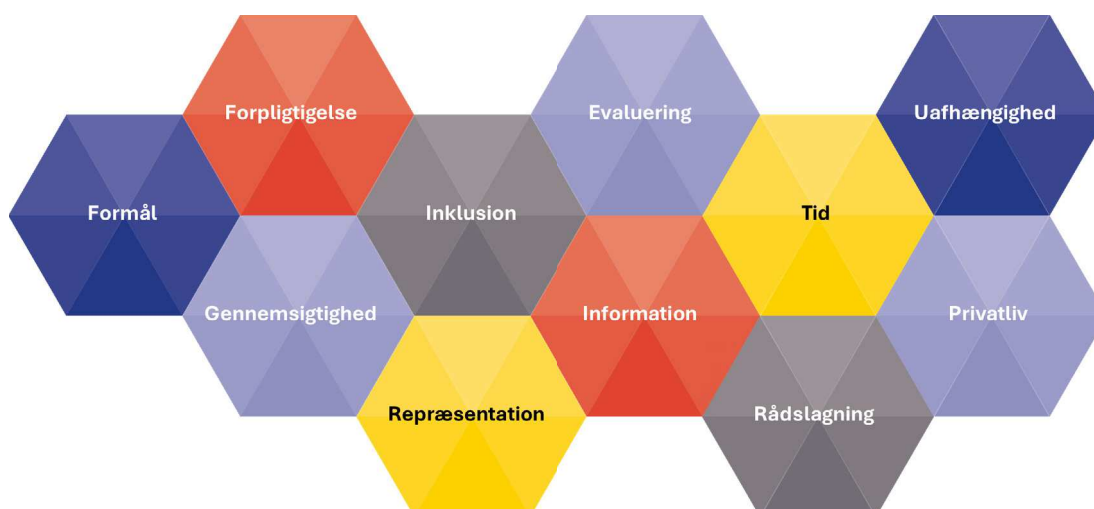 Forpligtigelse
Evaluering
Uafhængighed
Formål
Inklusion
Tid
Gennemsigtighed
Information
Privatliv
Repræsentation
Rådslagning